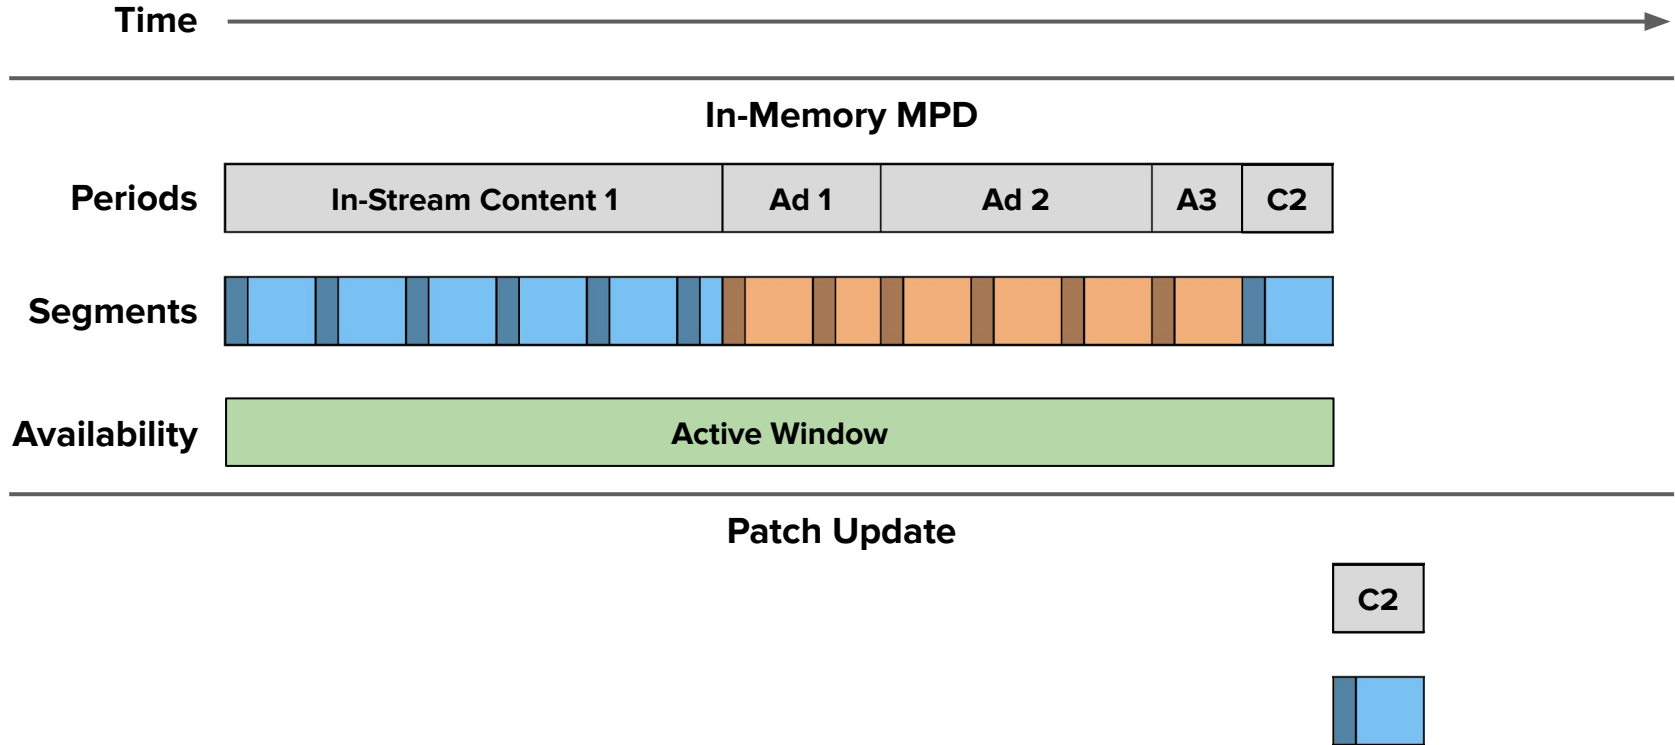 Time
In-Memory MPD
Periods
In-Stream Content 1
Ad 1
Ad 2
A3
C2
Segments
Availability
Active Window
Patch Update
C2